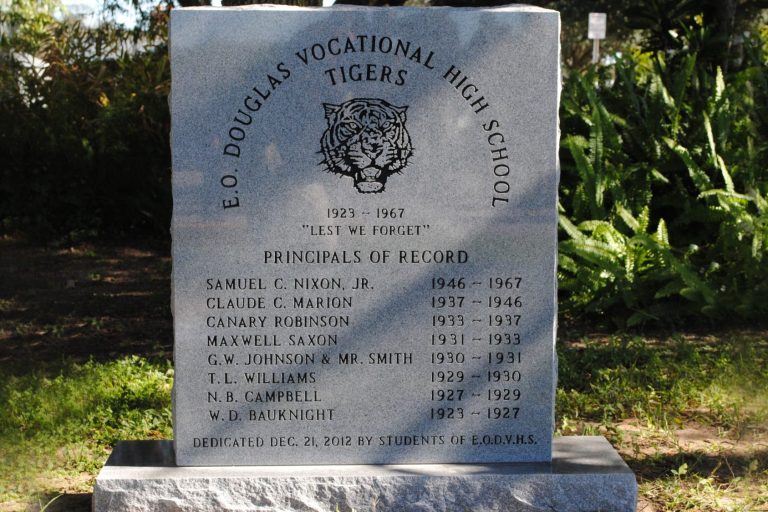 E.O. DOUGLAS VOCATIONAL HIGH SCHOOL
TIGERS
1923 ~ 1967
"LEST WE FORGET"
PRINCIPALS OF RECORD
SAMUEL C. NIXON, JR. 1946 ~ 1967
CLAUDE C. MARION 1937 ~ 1946
CANARY ROBINSON 1933 ~ 1937
MAXWELL SAXON 1931 ~ 1933
G.W. JOHNSON & MR. SMITH 1930 ~ 1931
T.L. WILLIAMS 1929 ~ 1930
N.B. CAMPBELL 1927 ~ 1929
W.D. BAUKNIGHT 1923 ~ 1927
DEDICATED DEC. 21, 2012 BY STUDENTS OF E.O.D.V.H.S.